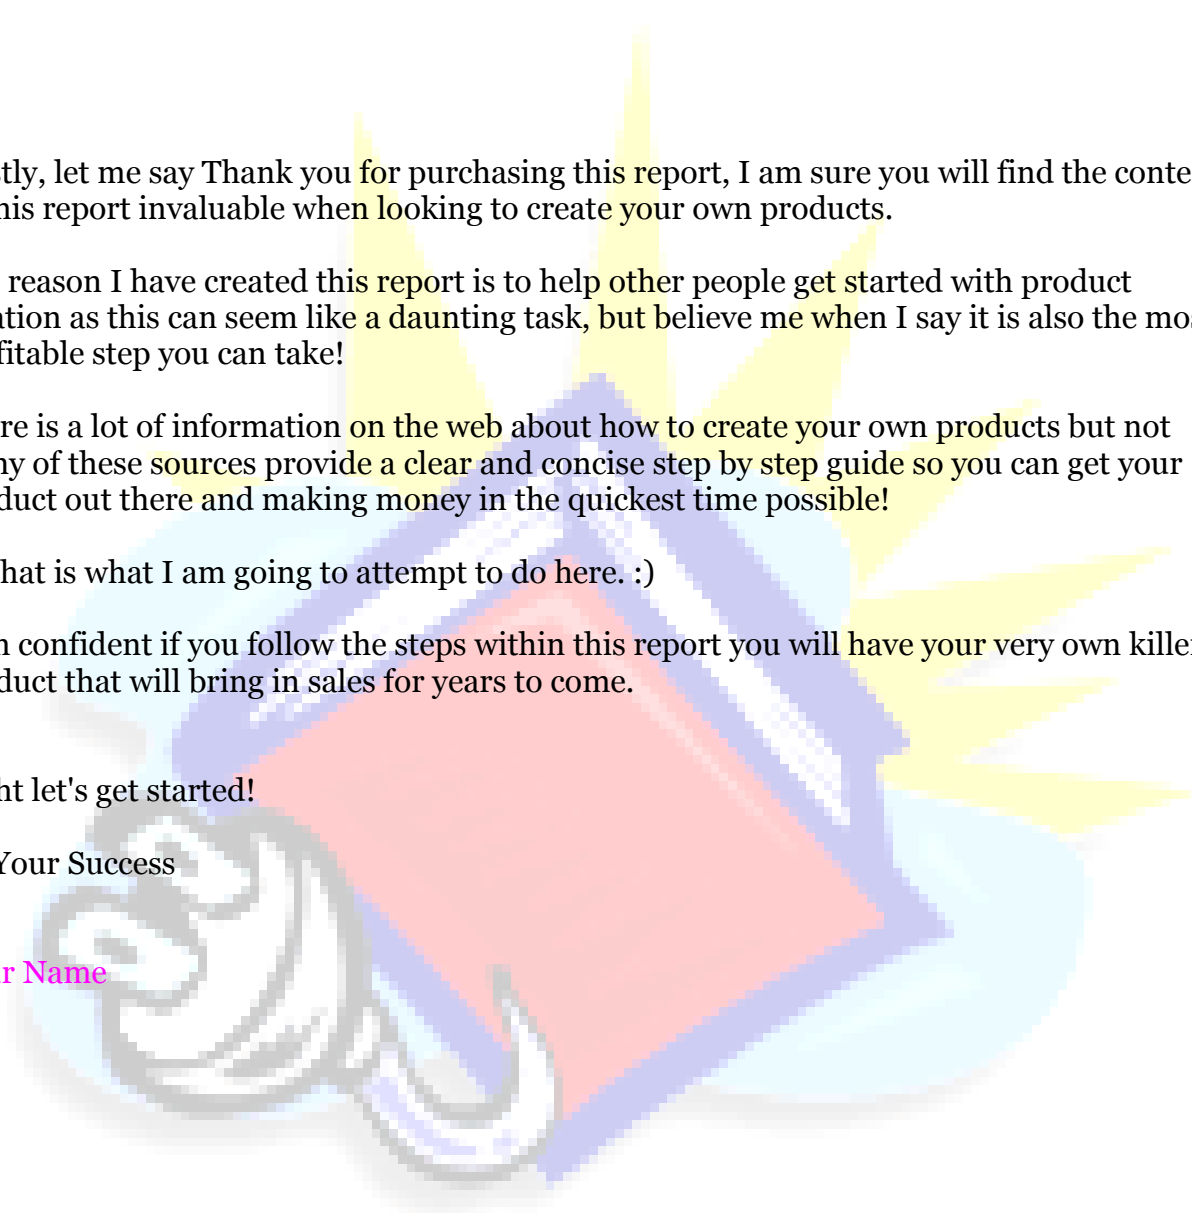 stly, let me say Thank you for purchasing this report, I am sure you will find the conte
his report invaluable when looking to create your own products.
reason I have created this report is to help other people get started with product
ation as this can seem like a daunting task, but believe me when I say it is also the mos
fitable step you can take!
re is a lot of information on the web about how to create your own products but not
ny of these sources provide a clear and concise step by step guide so you can get your
duct out there and making money in the quickest time possible!
hat is what I am going to attempt to do here. :)
n confident if you follow the steps within this report you will have your very own killer
duct that will bring in sales for years to come.
ht let's get started!
Your Success
r Name